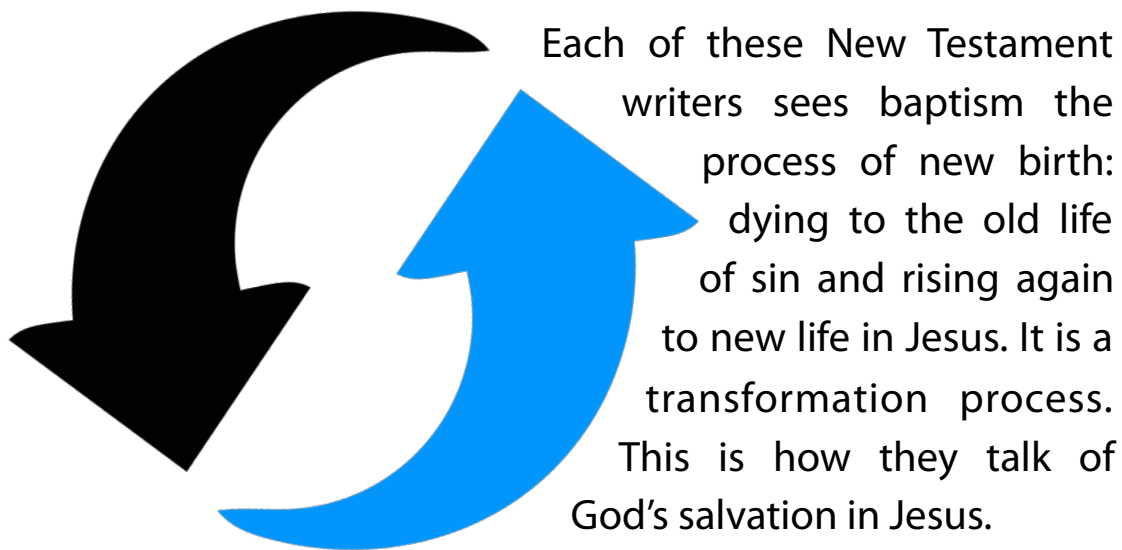 Each of these New Testament
writers sees baptism the
process of new birth:
dying to the old life
of sin and rising again
to new life in Jesus. It is a
transformation process.
This is how they talk of
God’s salvation in Jesus.